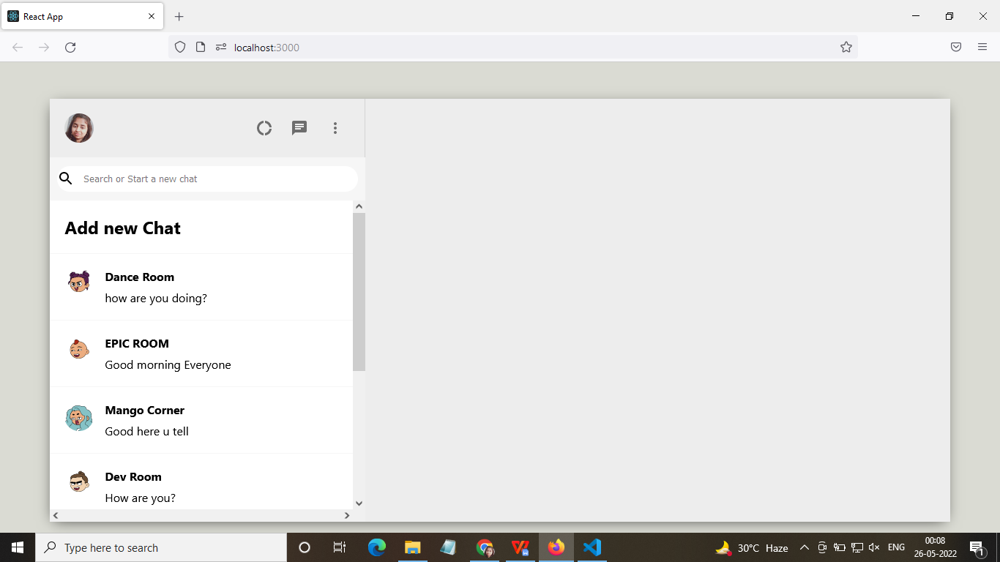 React App
localhost:3000
Search or Start a new chat
Add new Chat
Dance Room
how are you doing?
EPIC ROOM
Good morning Everyone
Mango Corner
Good here u tell
Dev Room
How are you?
Type here to search
30°C Haze
ENG
00:08
26-05-2022
1